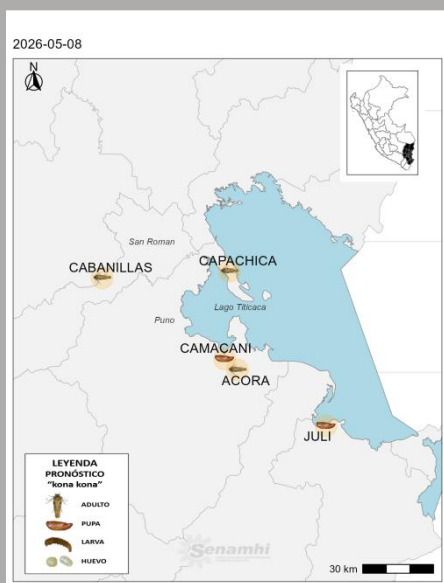 2026-05-08
N
San Roman
CABANILLAS
CAPACHICA
Lago Titicaca
Puno
CAMACANI
ACORA
JULI
LEYENDA
PRONÓSTICO
"kona kona"
ADULTO
PUPA
LARVA
HUEVO
Senamhi
30 km